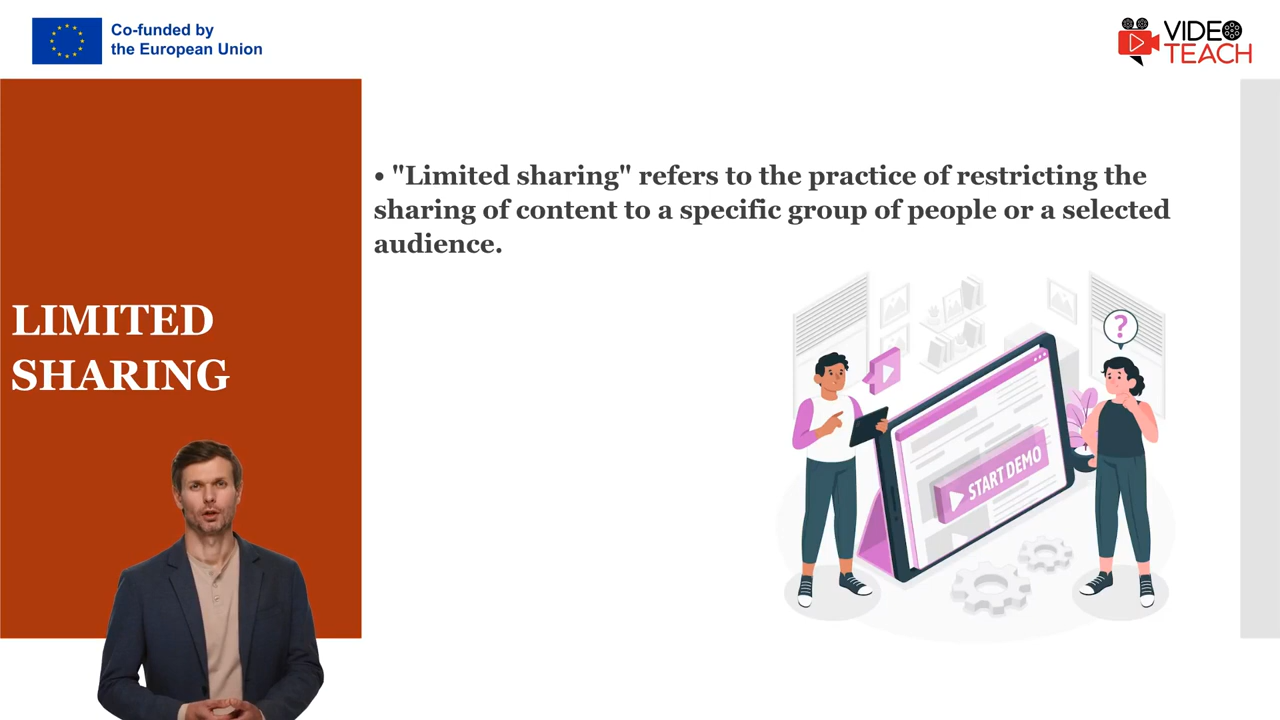 Co-funded by
the European Union
VIDEO
TEACH
• "Limited sharing" refers to the practice of restricting the
sharing of content to a specific group of people or a selected
audience.
LIMITED
SHARING
?
START DEMO